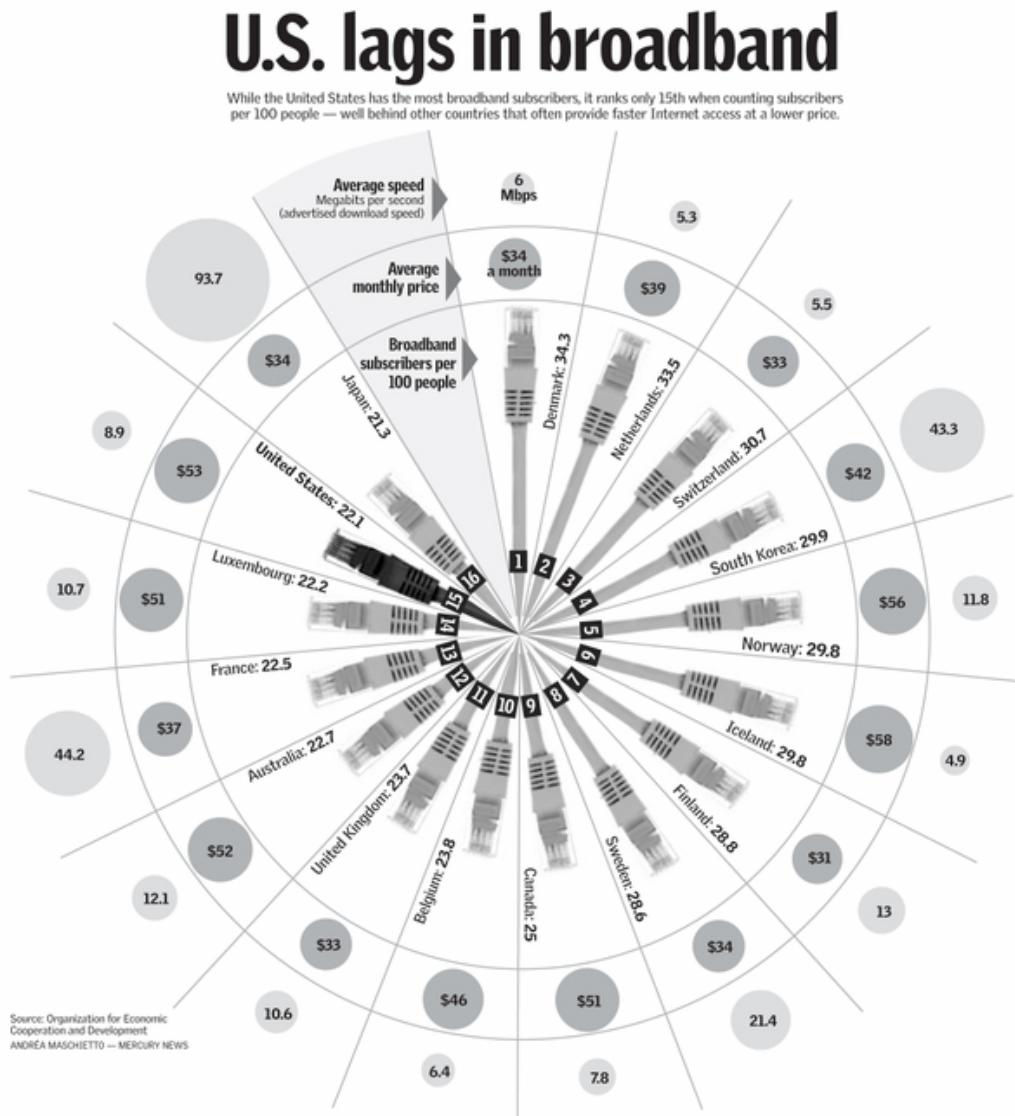 U.S. lags in broadband
While the United States has the most broadband subscribers, it ranks only 15th when counting subscribers
per 100 people — well behind other countries that often provide faster Internet access at a lower price.
Average speed
Megabits per second
(advertised download speed)
Average
monthly price
Broadband
subscribers per
100 people
6
Mbps
$34
a month
Denmark: 34.3
1
5.3
$39
Netherlands: 33.5
2
5.5
$33
Switzerland: 30.7
3
43.3
$42
South Korea: 29.9
4
11.8
$56
Norway: 29.8
5
4.9
$58
Iceland: 29.8
6
13
$31
Finland: 28.8
7
21.4
$34
Sweden: 28.6
8
7.8
$51
Canada: 25
9
6.4
$46
Belgium: 23.8
10
10.6
$33
United Kingdom: 23.7
11
12.1
$52
Australia: 22.7
12
44.2
$37
France: 22.5
13
10.7
$51
Luxembourg: 22.2
14
8.9
$53
United States: 22.1
15
93.7
$34
Japan: 21.3
16
Source: Organization for Economic
Cooperation and Development
ANDRÉA MASCHIETTO — MERCURY NEWS